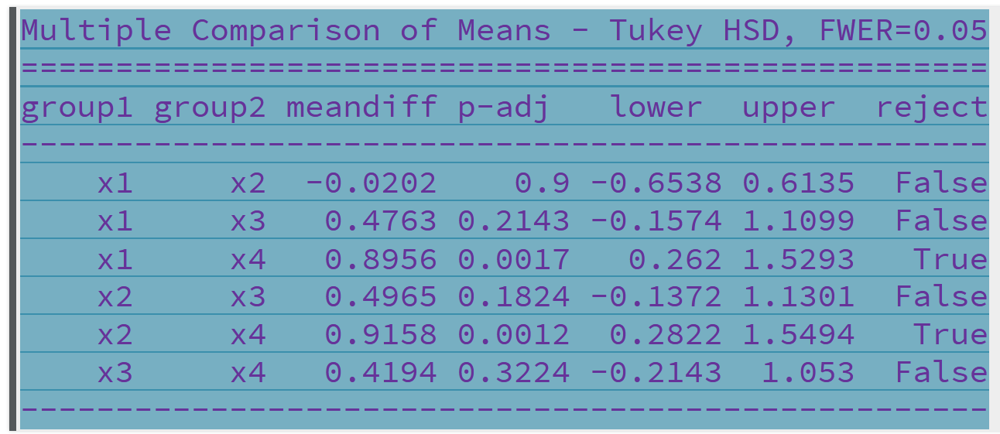 Multiple Comparison of Means - Tukey HSD, FWER=0.05
===================================================
group1 group2 meandiff p-adj   lower  upper  reject
---------------------------------------------------
    x1     x2  -0.0202    0.9 -0.6538 0.6135  False
    x1     x3   0.4763 0.2143 -0.1574 1.1099  False
    x1     x4   0.8956 0.0017   0.262 1.5293   True
    x2     x3   0.4965 0.1824 -0.1372 1.1301  False
    x2     x4   0.9158 0.0012  0.2822 1.5494   True
    x3     x4   0.4194 0.3224 -0.2143  1.053  False
---------------------------------------------------